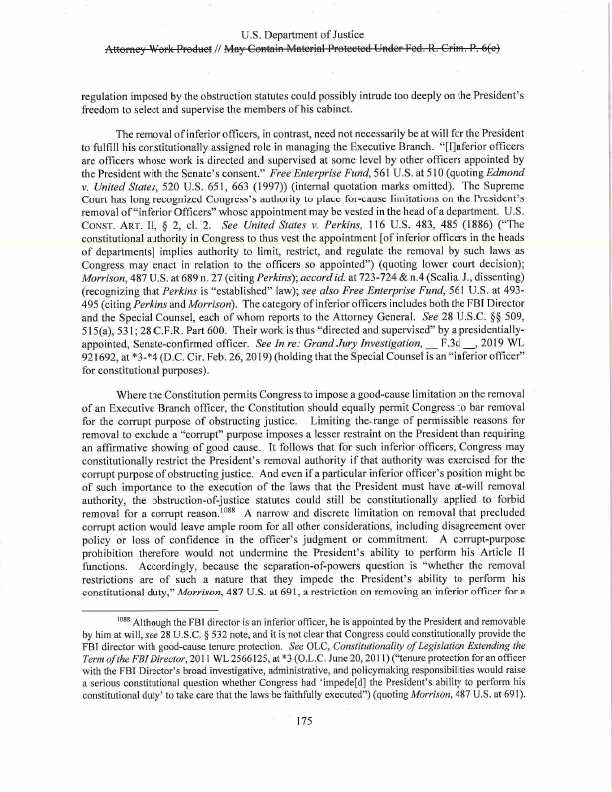 U.S. Department of Justice
Attorney Work Product // May Contain Material Protected Under Fed. R. Crim. P. 6(e)
regulation imposed by the obstruction statutes could possibly intrude too deeply on the President's
freedom to select and supervise the members of his cabinet.
The removal of inferior officers, in contrast, need not necessarily be at will for the President
to fulfill his constitutionally assigned role in managing the Executive Branch. "[I]nferior officers
are officers whose work is directed and supervised at some level by other officers appointed by
the President with the Senate's consent." Free Enterprise Fund, 561 U.S. at 510 (quoting Edmond
v. United States, 520 U.S. 651, 663 (1997)) (internal quotation marks omitted). The Supreme
Court has long recognized Congress's authority to place for-cause limitations on the President's
removal of "inferior Officers" whose appointment may be vested in the head of a department. U.S.
CONST. ART. II, § 2, cl. 2. See United States v. Perkins, 116 U.S. 483, 485 (1886) ("The
constitutional authority in Congress to thus vest the appointment [of inferior officers in the heads
of departments] implies authority to limit, restrict, and regulate the removal by such laws as
Congress may enact in relation to the officers so appointed") (quoting lower court decision);
Morrison, 487 U.S. at 689 n. 27 (citing Perkins); accord id. at 723-724 & n.4 (Scalia, J., dissenting)
(recognizing that Perkins is "established" law); see also Free Enterprise Fund, 561 U.S. at 493-
495 (citing Perkins and Morrison). The category of inferior officers includes both the FBI Director
and the Special Counsel, each of whom reports to the Attorney General. See 28 U.S.C. §§ 509,
515(a), 531; 28 C.F.R. Part 600. Their work is thus "directed and supervised" by a presidentially-
appointed, Senate-confirmed officer. See In re: Grand Jury Investigation, __ F.3d __, 2019 WL
921692, at *3-*4 (D.C. Cir. Feb. 26, 2019) (holding that the Special Counsel is an "inferior officer"
for constitutional purposes).
Where the Constitution permits Congress to impose a good-cause limitation on the removal
of an Executive Branch officer, the Constitution should equally permit Congress to bar removal
for the corrupt purpose of obstructing justice. Limiting the range of permissible reasons for
removal to exclude a "corrupt" purpose imposes a lesser restraint on the President than requiring
an affirmative showing of good cause. It follows that for such inferior officers, Congress may
constitutionally restrict the President's removal authority if that authority was exercised for the
corrupt purpose of obstructing justice. And even if a particular inferior officer's position might be
of such importance to the execution of the laws that the President must have at-will removal
authority, the obstruction-of-justice statutes could still be constitutionally applied to forbid
removal for a corrupt reason.1088 A narrow and discrete limitation on removal that precluded
corrupt action would leave ample room for all other considerations, including disagreement over
policy or loss of confidence in the officer's judgment or commitment. A corrupt-purpose
prohibition therefore would not undermine the President's ability to perform his Article II
functions. Accordingly, because the separation-of-powers question is "whether the removal
restrictions are of such a nature that they impede the President's ability to perform his
constitutional duty," Morrison, 487 U.S. at 691, a restriction on removing an inferior officer for a
1088 Although the FBI director is an inferior officer, he is appointed by the President and removable
by him at will, see 28 U.S.C. § 532 note, and it is not clear that Congress could constitutionally provide the
FBI director with good-cause tenure protection. See OLC, Constitutionality of Legislation Extending the
Term of the FBI Director, 2011 WL 2566125, at *3 (O.L.C. June 20, 2011) ("tenure protection for an officer
with the FBI Director's broad investigative, administrative, and policymaking responsibilities would raise
a serious constitutional question whether Congress had 'impede[d] the President's ability to perform his
constitutional duty' to take care that the laws be faithfully executed") (quoting Morrison, 487 U.S. at 691).
175